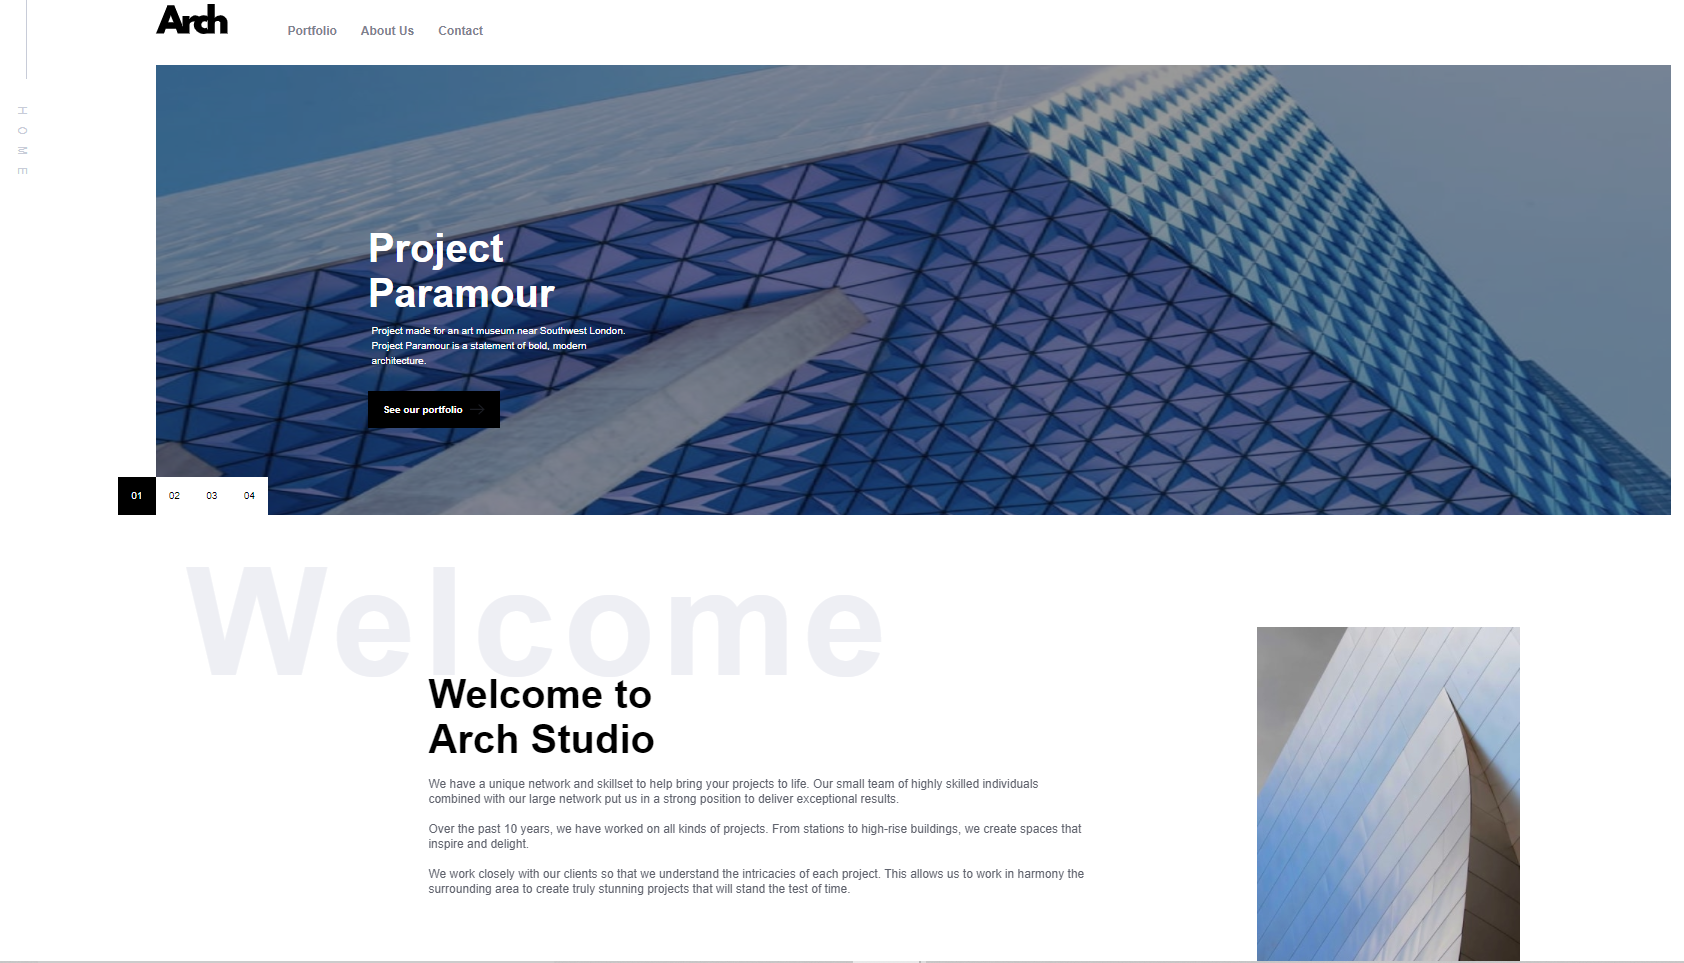 Arch
Portfolio About Us Contact
HOME
Project
Paramour
Project made for an art museum near Southwest London.
Project Paramour is a statement of bold, modern
architecture.
See our portfolio
01 02 03 04
Welcome
Welcome to
Arch Studio
We have a unique network and skillset to help bring your projects to life. Our small team of highly skilled individuals
combined with our large network put us in a strong position to deliver exceptional results.
Over the past 10 years, we have worked on all kinds of projects. From stations to high-rise buildings, we create spaces that
inspire and delight.
We work closely with our clients so that we understand the intricacies of each project. This allows us to work in harmony the
surrounding area to create truly stunning projects that will stand the test of time.